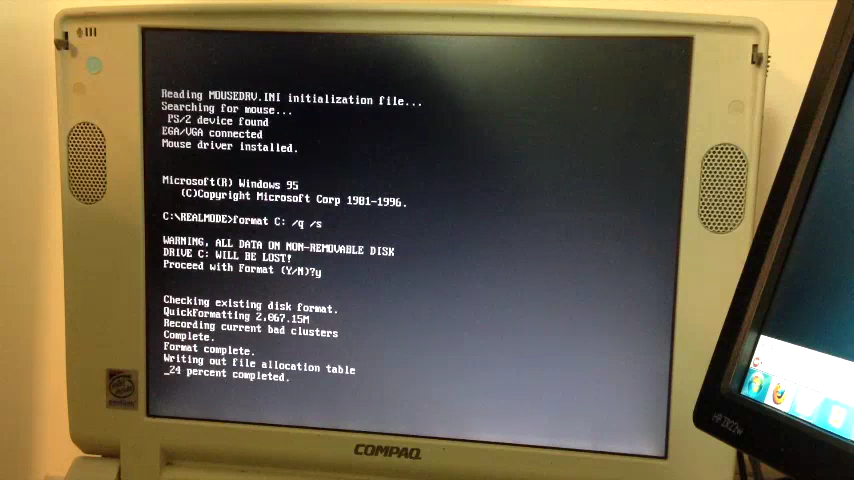 Reading MOUSEDRV.INI initialization file...
Searching for mouse...
PS/2 device found
EGA/VGA connected
Mouse driver installed.
Microsoft(R) Windows 95
(C)Copyright Microsoft Corp 1981-1996.
C:\REALMODE>format C: /q /s
WARNING, ALL DATA ON NON-REMOVABLE DISK
DRIVE C: WILL BE LOST!
Proceed with Format (Y/N)?y
Checking existing disk format.
QuickFormatting 2,067.15M
Recording current bad clusters
Complete.
Format complete.
Writing out file allocation table
_24 percent completed.
COMPAQ